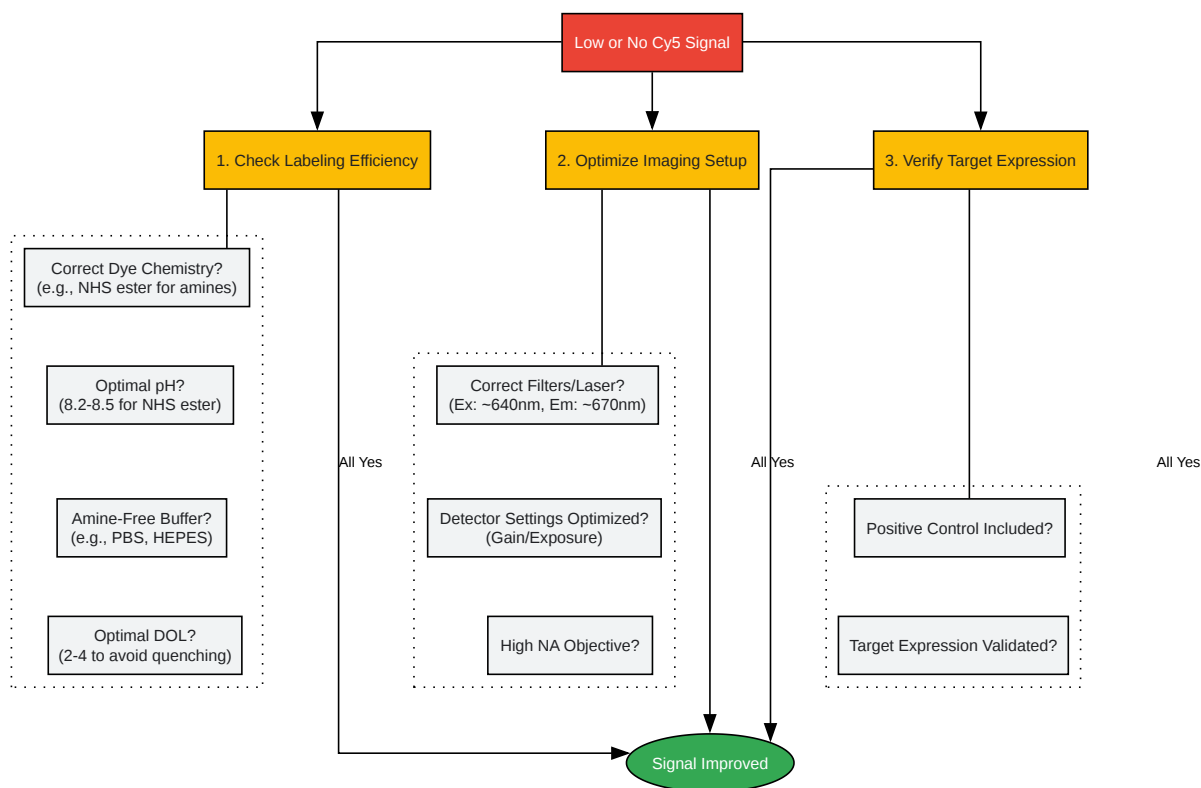 Low or No Cy5 Signal
1. Check Labeling Efficiency
2. Optimize Imaging Setup
3. Verify Target Expression
Correct Dye Chemistry?
(e.g., NHS ester for amines)
Optimal pH?
(8.2-8.5 for NHS ester)
Amine-Free Buffer?
(e.g., PBS, HEPES)
Optimal DOL?
(2-4 to avoid quenching)
All Yes
Correct Filters/Laser?
(Ex: ~640nm, Em: ~670nm)
Detector Settings Optimized?
(Gain/Exposure)
High NA Objective?
All Yes
Positive Control Included?
Target Expression Validated?
All Yes
Signal Improved